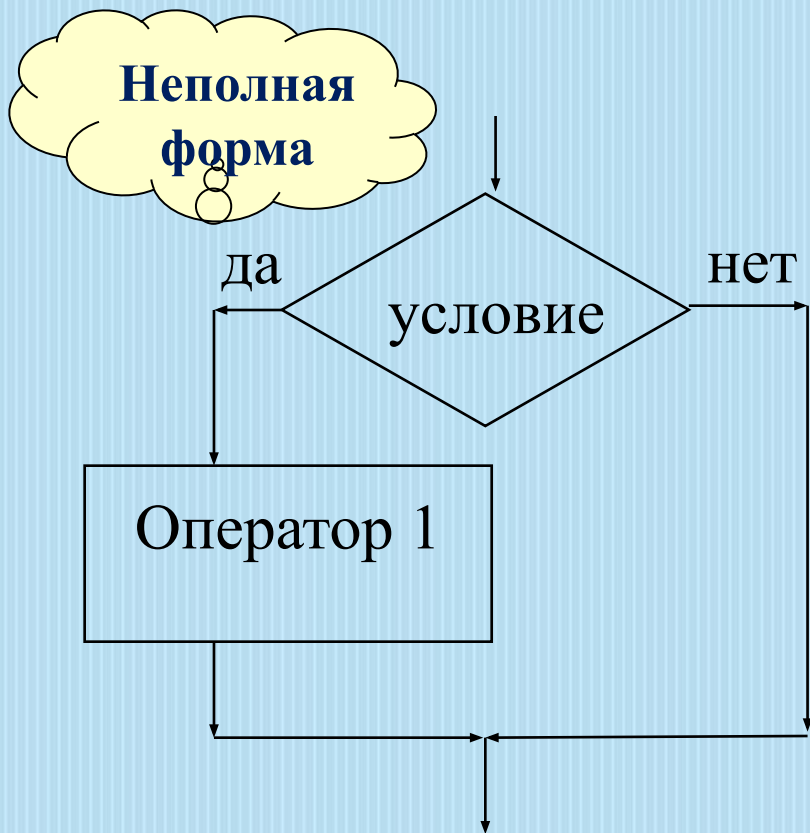 Неполная
форма
да
нет
условие
Оператор 1